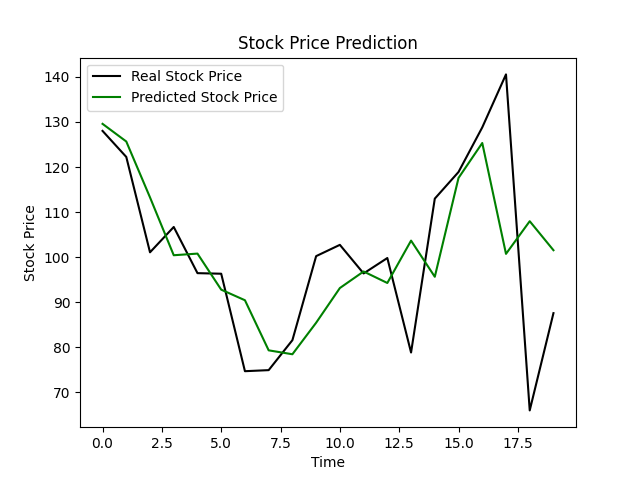 Stock Price Prediction
Real Stock Price
Predicted Stock Price
Stock Price
140
130
120
110
100
90
80
70
0.0 2.5 5.0 7.5 10.0 12.5 15.0 17.5
Time